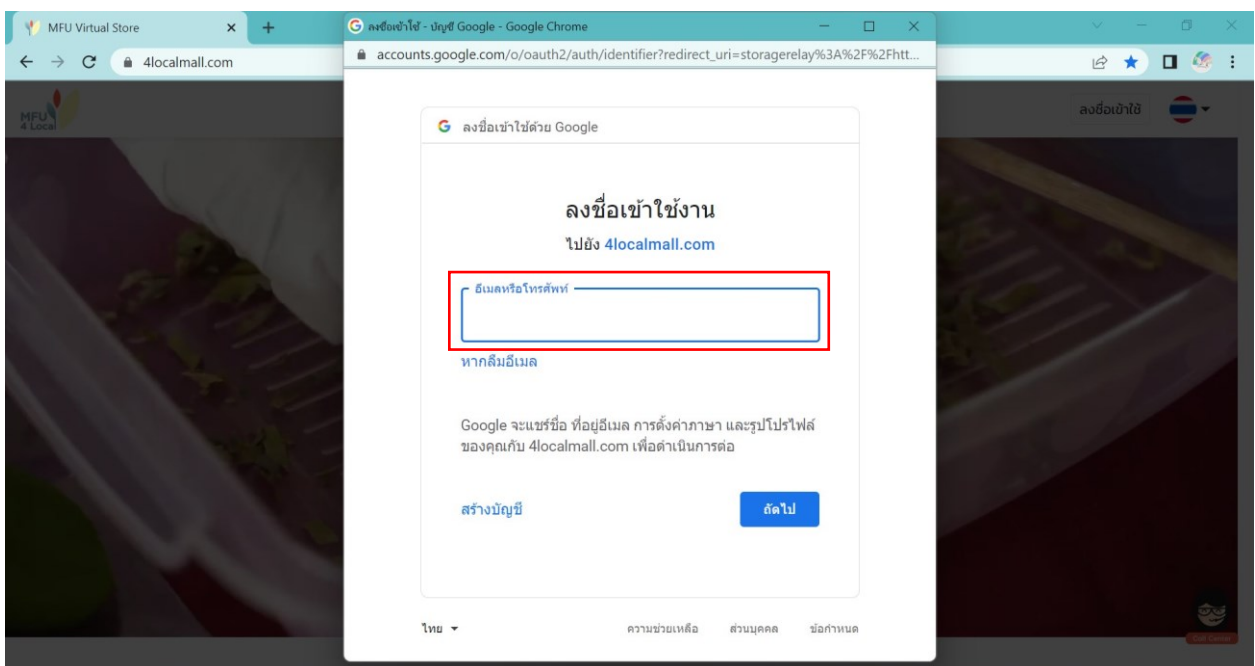 MFU Virtual Store
ลงชื่อเข้าใช้ - บัญชี Google - Google Chrome
4localmall.com
accounts.google.com/o/oauth2/auth/identifier?redirect_uri=storagerelay%3A%2F%2Fhtt...
MFU
4 Local
ลงชื่อเข้าใช้
ลงชื่อเข้าใช้ด้วย Google
ลงชื่อเข้าใช้งาน
ไปยัง 4localmall.com
อีเมลหรือโทรศัพท์
หากลืมอีเมล
Google จะแชร์ชื่อ ที่อยู่อีเมล การตั้งค่าภาษา และรูปโปรไฟล์
ของคุณกับ 4localmall.com เพื่อดำเนินการต่อ
สร้างบัญชี
ถัดไป
ไทย
ความช่วยเหลือ
ส่วนบุคคล
ข้อกำหนด
Call Center